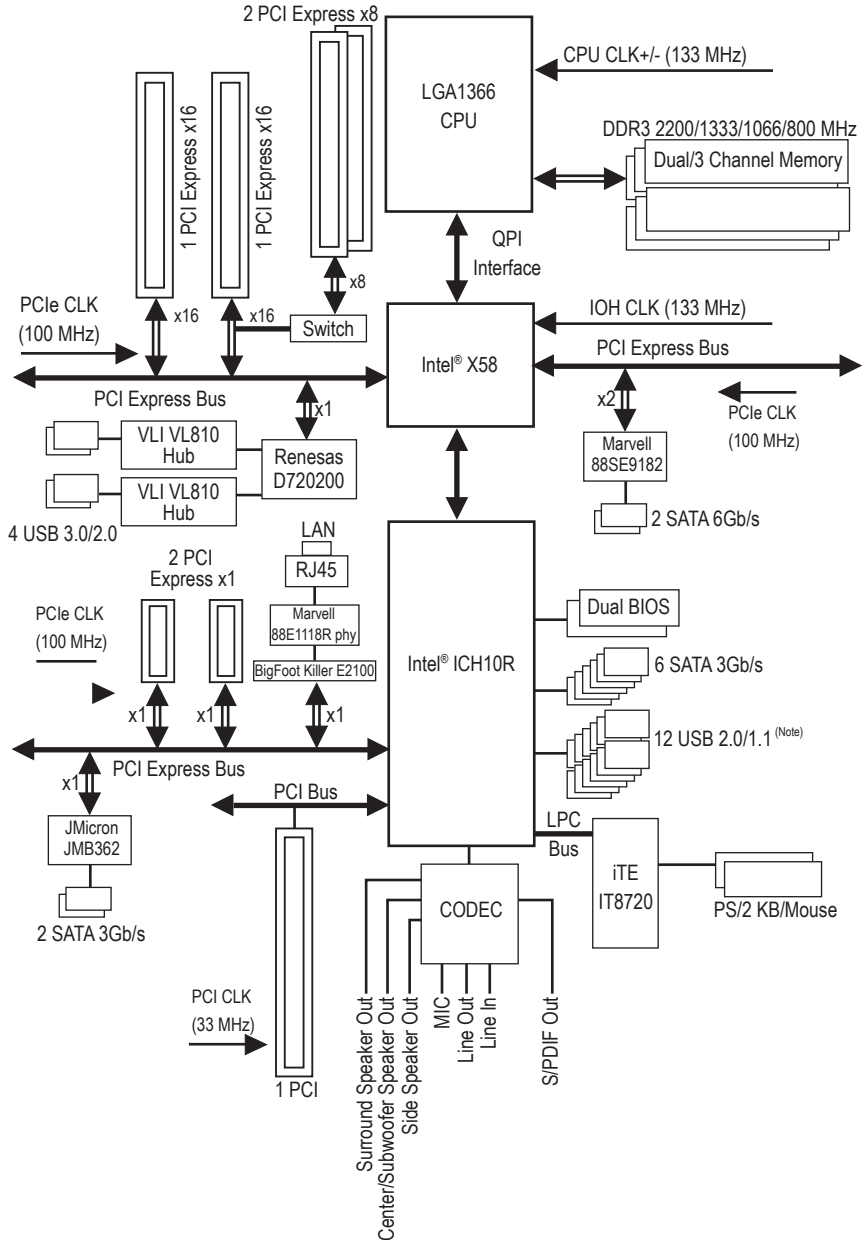 2 PCI Express x8
1 PCI Express x16
1 PCI Express x16
LGA1366
CPU
CPU CLK+/- (133 MHz)
DDR3 2200/1333/1066/800 MHz
Dual/3 Channel Memory
QPI
Interface
x8
PCIe CLK
(100 MHz)
x16
x16
Switch
Intel® X58
IOH CLK (133 MHz)
PCI Express Bus
PCI Express Bus
x1
x2
PCIe CLK
(100 MHz)
VLI VL810
Hub
VLI VL810
Hub
Renesas
D720200
4 USB 3.0/2.0
Marvell
88SE9182
2 SATA 6Gb/s
LAN
RJ45
2 PCI
Express x1
Marvell
88E1118R phy
BigFoot Killer E2100
PCIe CLK
(100 MHz)
Intel® ICH10R
Dual BIOS
6 SATA 3Gb/s
12 USB 2.0/1.1 (Note)
x1
x1
x1
PCI Express Bus
x1
PCI Bus
JMicron
JMB362
2 SATA 3Gb/s
LPC
Bus
iTE
IT8720
PS/2 KB/Mouse
CODEC
PCI CLK
(33 MHz)
1 PCI
Surround Speaker Out
Center/Subwoofer Speaker Out
Side Speaker Out
MIC
Line Out
Line In
S/PDIF Out